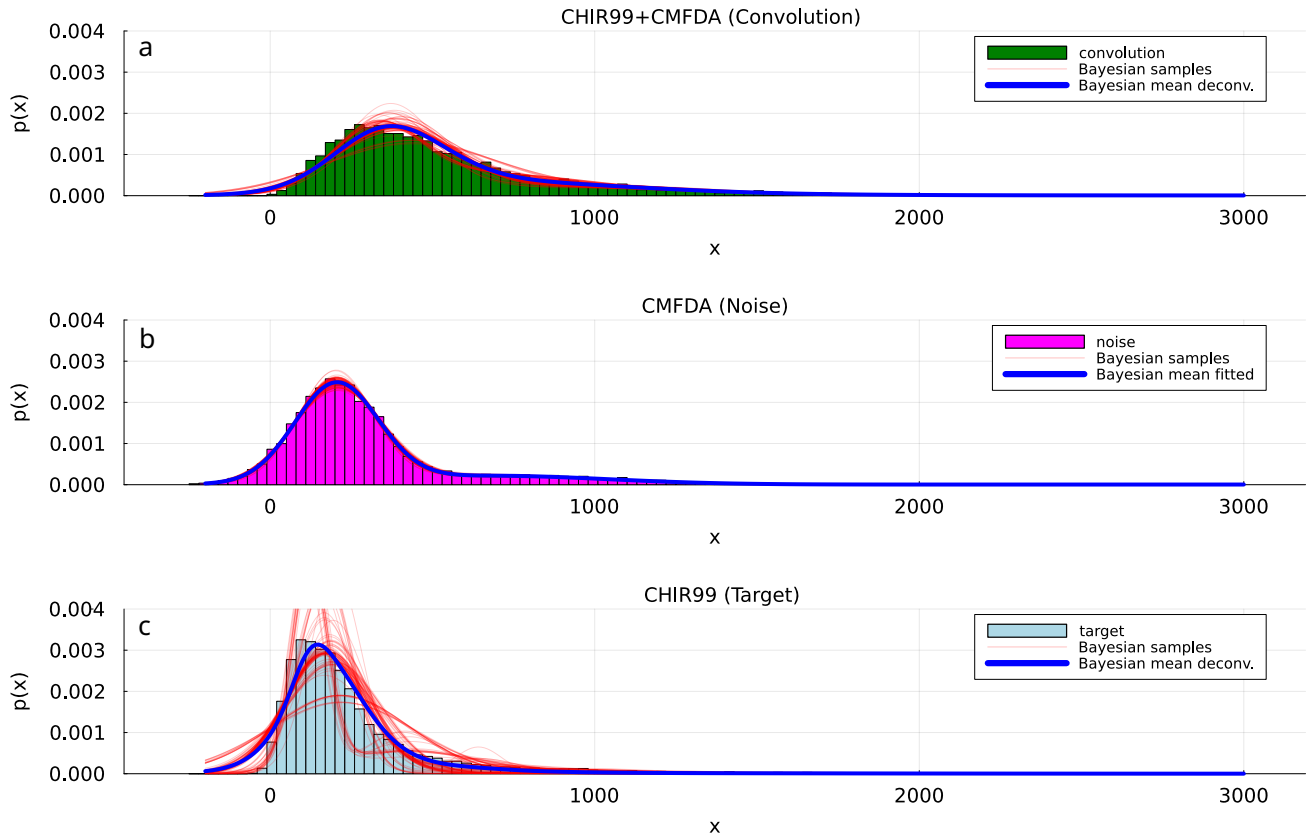 CHIR99+CMFDA (Convolution)
a
0.004
0.003
0.002
0.001
0.000
p(x)
convolution
Bayesian samples
Bayesian mean deconv.
0
1000
2000
3000
x
CMFDA (Noise)
b
0.004
0.003
0.002
0.001
0.000
p(x)
noise
Bayesian samples
Bayesian mean fitted
0
1000
2000
3000
x
CHIR99 (Target)
c
0.004
0.003
0.002
0.001
0.000
p(x)
target
Bayesian samples
Bayesian mean deconv.
0
1000
2000
3000
x